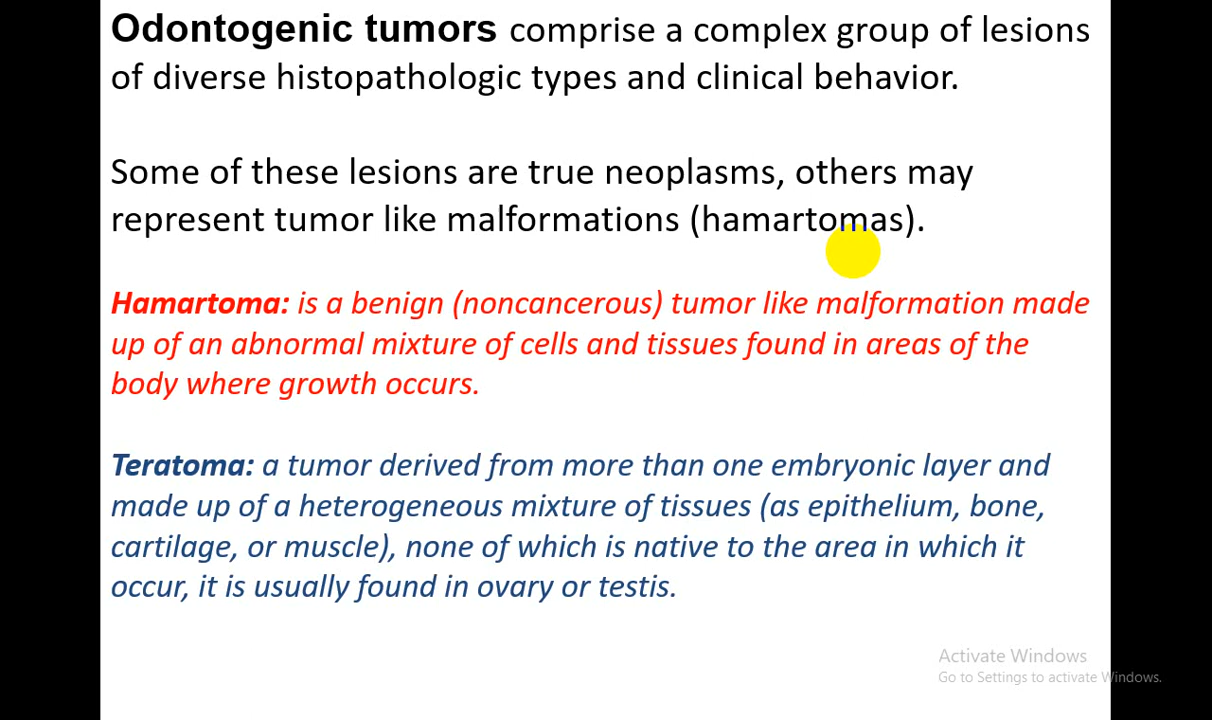 Odontogenic tumors comprise a complex group of lesions
of diverse histopathologic types and clinical behavior.
Some of these lesions are true neoplasms, others may
represent tumor like malformations (hamartomas).
Hamartoma: is a benign (noncancerous) tumor like malformation made
up of an abnormal mixture of cells and tissues found in areas of the
body where growth occurs.
Teratoma: a tumor derived from more than one embryonic layer and
made up of a heterogeneous mixture of tissues (as epithelium, bone,
cartilage, or muscle), none of which is native to the area in which it
occur, it is usually found in ovary or testis.
Activate Windows
Go to Settings to activate Windows.